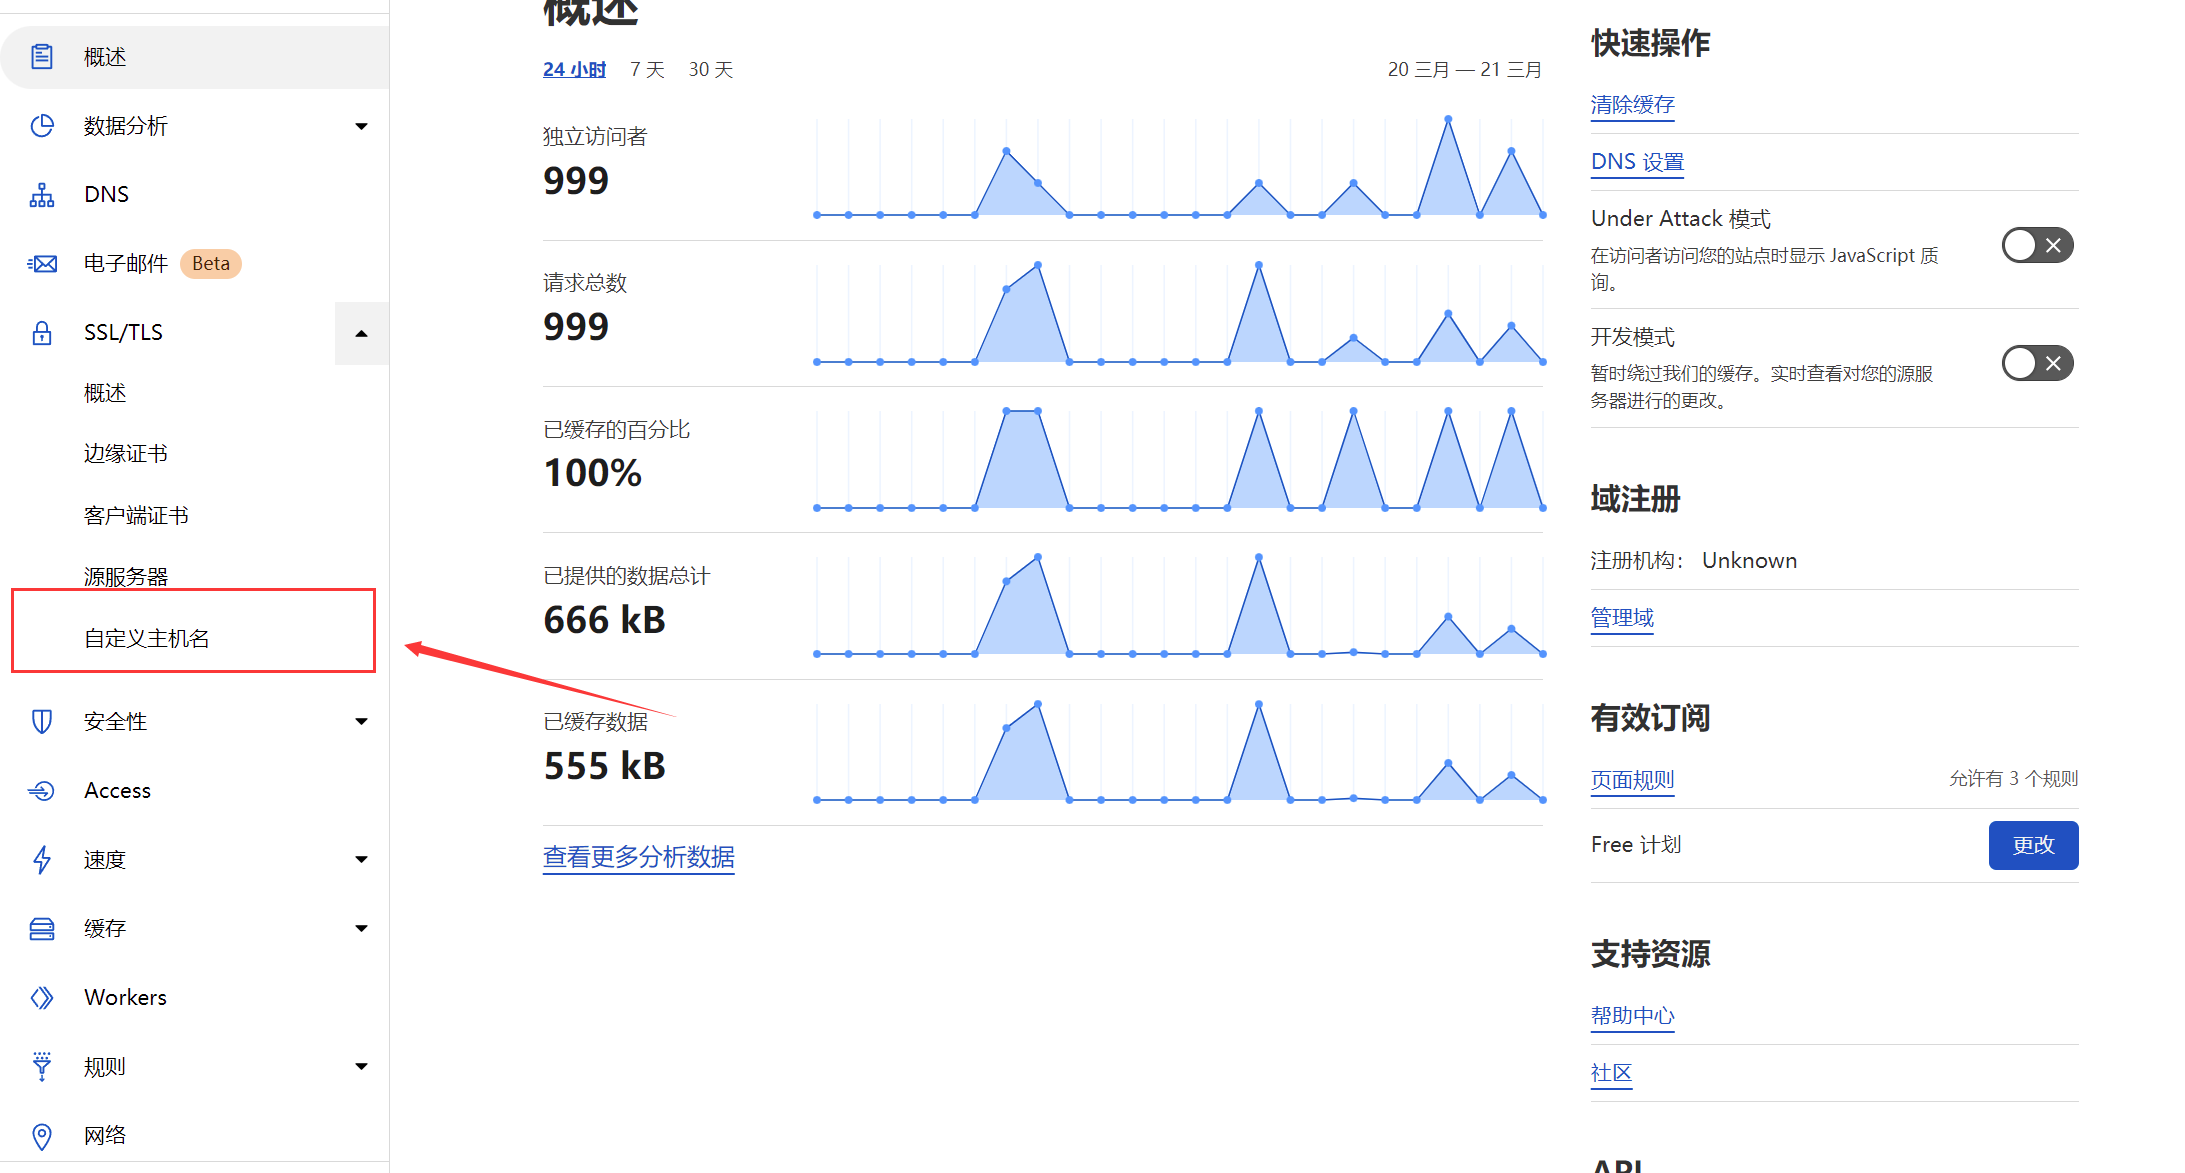 概述
数据分析
DNS
电子邮件 Beta
SSL/TLS
概述
边缘证书
客户端证书
源服务器
自定义主机名
安全性
Access
速度
缓存
Workers
规则
网络
概述
24 小时 7 天 30 天
20 三月 — 21 三月
独立访问者
999
请求总数
999
已缓存的百分比
100%
已提供的数据总计
666 kB
已缓存数据
555 kB
查看更多分析数据
快速操作
清除缓存
DNS 设置
Under Attack 模式
在访问者访问您的站点时显示 JavaScript 质
询。
开发模式
暂时绕过我们的缓存。实时查看对您的源服
务器进行的更改。
域注册
注册机构： Unknown
管理域
有效订阅
页面规则 允许有 3 个规则
Free 计划 更改
支持资源
帮助中心
社区
API